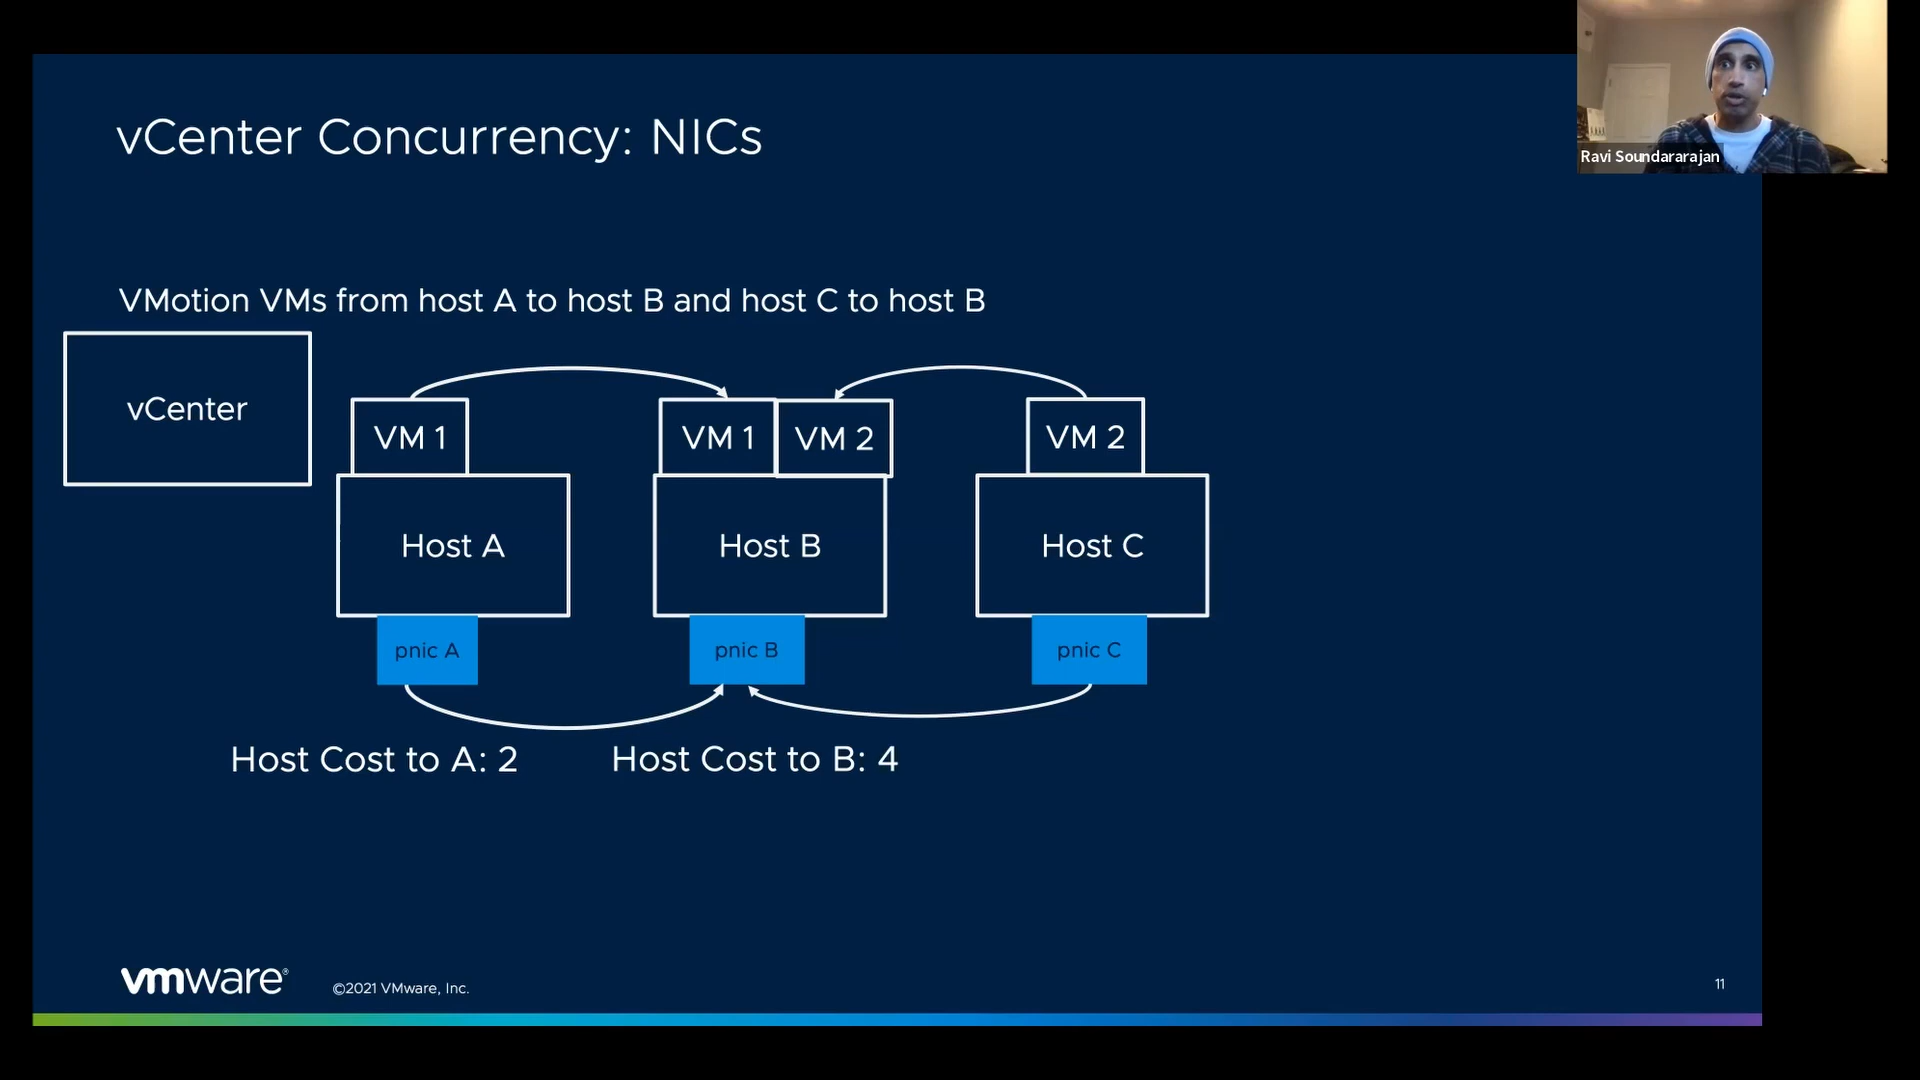 vCenter Concurrency: NICs
Ravi Soundararajan
VMotion VMs from host A to host B and host C to host B
vCenter
VM 1
VM 1
VM 2
VM 2
Host A
Host B
Host C
pnic A
pnic B
pnic C
Host Cost to A: 2
Host Cost to B: 4
vmware®
©2021 VMware, Inc.
11